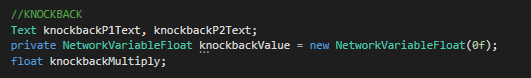 //KNOCKBACK
Text knockbackP1Text, knockbackP2Text;
private NetworkVariableFloat knockbackValue = new NetworkVariableFloat(0f);
float knockbackMultiply;